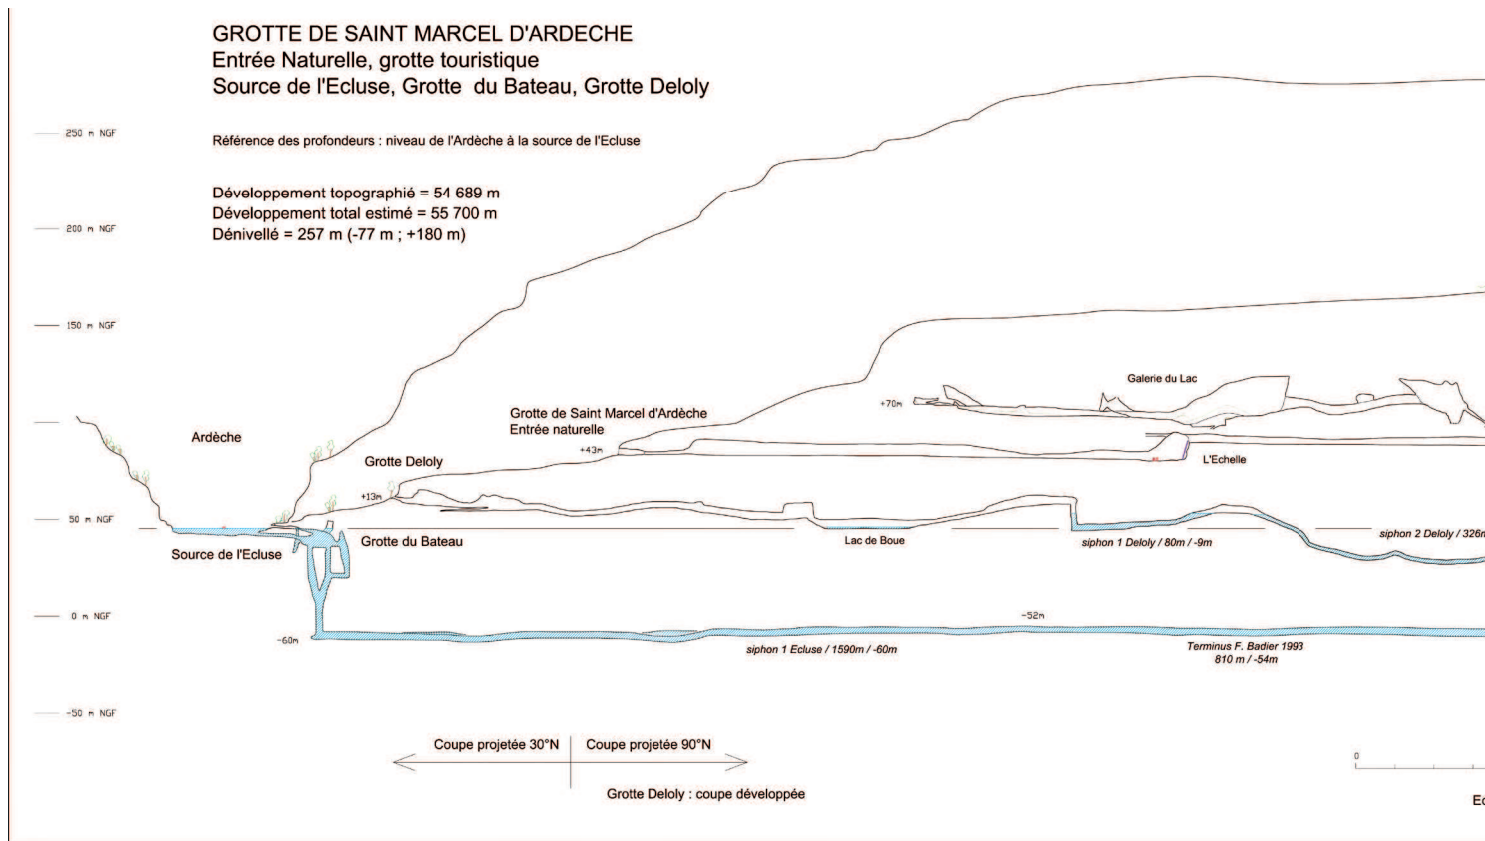 GROTTE DE SAINT MARCEL D'ARDECHE
Entrée Naturelle, grotte touristique
Source de l'Ecluse, Grotte du Bateau, Grotte Deloly
250 m NGF
Référence des profondeurs : niveau de l'Ardèche à la source de l'Ecluse
Développement topographié = 54 689 m
Développement total estimé = 55 700 m
200 m NGF
Dénivellé = 257 m (-77 m ; +180 m)
150 m NGF
Galerie du Lac
+70m
Grotte de Saint Marcel d'Ardèche
Entrée naturelle
Ardèche
+43m
L'Echelle
Grotte Deloly
+13m
50 m NGF
Source de l'Ecluse
Grotte du Bateau
Lac de Boue
siphon 1 Deloly / 80m / -9m
siphon 2 Deloly / 326m
0 m NGF
-52m
-60m
siphon 1 Ecluse / 1590m / -60m
Terminus F. Badier 1993
810 m / -54m
-50 m NGF
Coupe projetée 30°N
Coupe projetée 90°N
0
Grotte Deloly : coupe développée